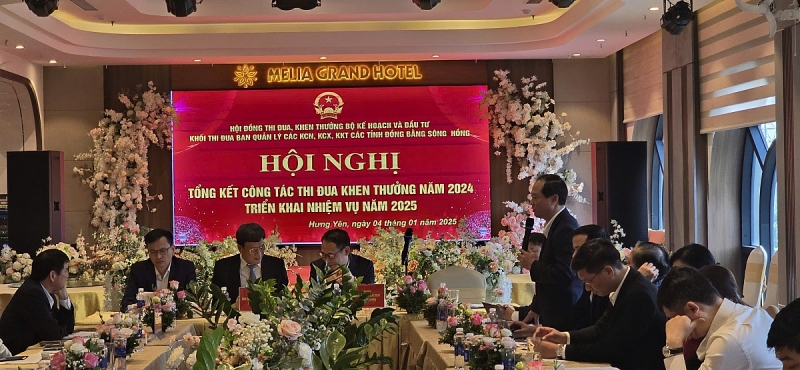 MELIA GRAND HOTEL
HỘI ĐỒNG THI ĐUA, KHEN THƯỞNG BỘ KẾ HOẠCH VÀ ĐẦU TƯ
KHỐI THI ĐUA BAN QUẢN LÝ CÁC KCN, KCX, KKT CÁC TỈNH ĐỒNG BẰNG SÔNG HỒNG
HỘI NGHỊ
TỔNG KẾT CÔNG TÁC THI ĐUA KHEN THƯỞNG NĂM 2024
TRIỂN KHAI NHIỆM VỤ NĂM 2025
Hưng Yên, ngày 04 tháng 01 năm 2025